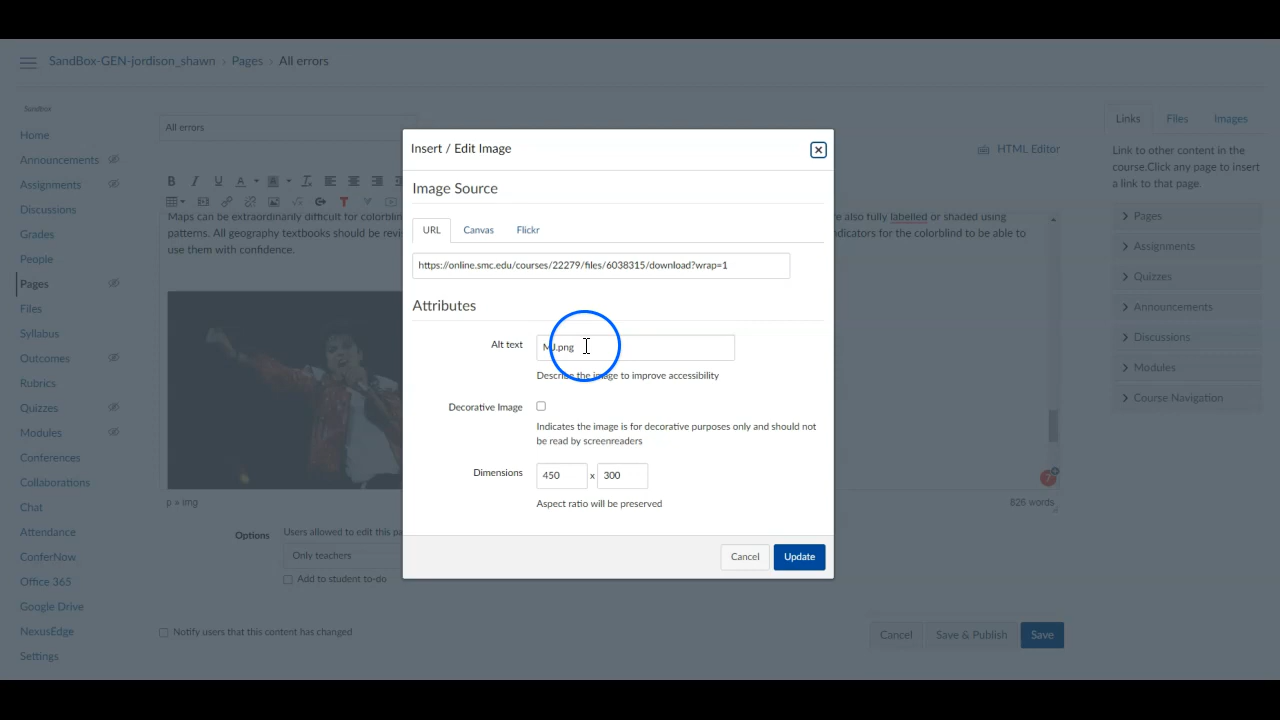 SandBox-GEN-jordison_shawn › Pages › All errors
Sandbox
Home
Announcements
Assignments
Discussions
Grades
People
Pages
Files
Syllabus
Outcomes
Rubrics
Quizzes
Modules
Conferences
Collaborations
Chat
Attendance
ConferNow
Office 365
Google Drive
NexusEdge
Settings
All errors
HTML Editor
Maps can be extraordinarily difficult for colorblin
patterns. All geography textbooks should be revi
use them with confidence.
e also fully labelled or shaded using
dicators for the colorblind to be able to
p » img
826 words
7
Options
Users allowed to edit this pa
Only teachers
Add to student to-do
Notify users that this content has changed
Cancel
Save & Publish
Save
Insert / Edit Image
Image Source
URL
Canvas
Flickr
https://online.smc.edu/courses/22279/files/6038315/download?wrap=1
Attributes
Alt text
MJ.png
Describe the image to improve accessibility
Decorative Image
Indicates the image is for decorative purposes only and should not
be read by screenreaders
Dimensions
450 x 300
Aspect ratio will be preserved
Cancel
Update
Links
Files
Images
Link to other content in the
course.Click any page to insert
a link to that page.
Pages
Assignments
Quizzes
Announcements
Discussions
Modules
Course Navigation